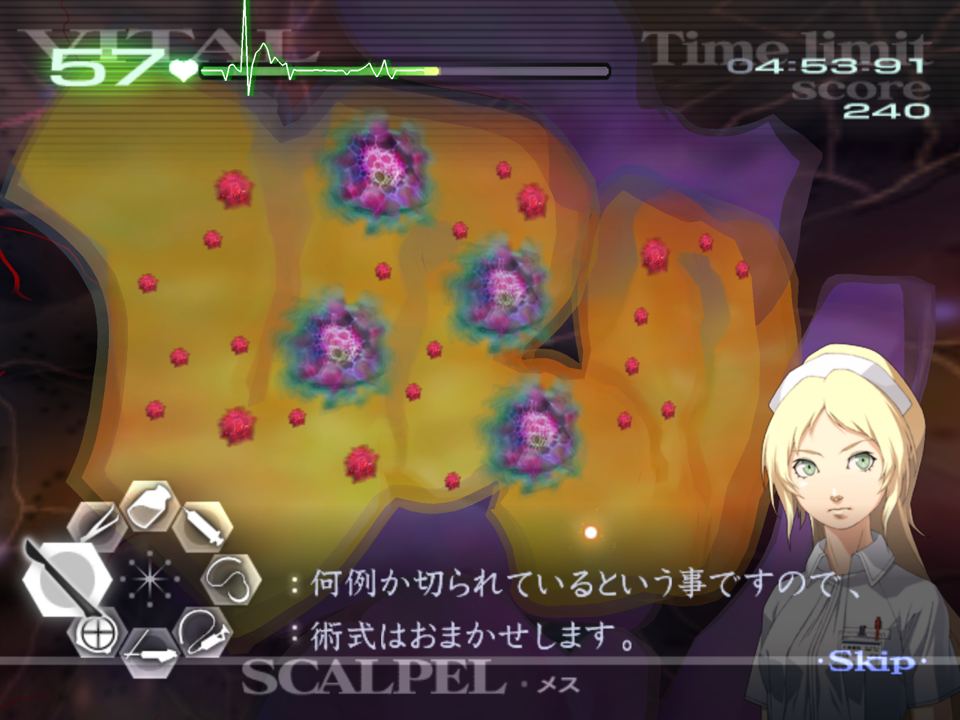 VITAL
57
Time limit
04:53:91
score
240
：何例か切られているという事ですので、
：術式はおまかせします。
・Skip・
SCALPEL・メス